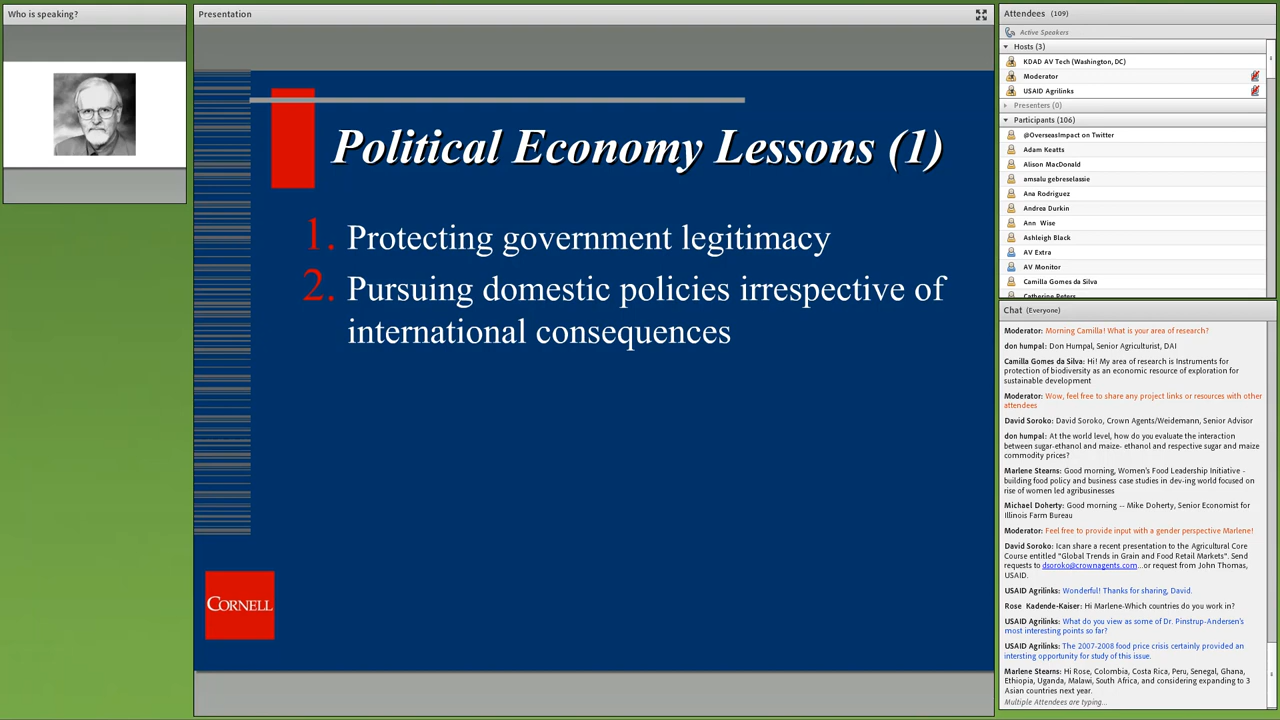 Who is speaking?
Presentation
Political Economy Lessons (1)
1. Protecting government legitimacy
2. Pursuing domestic policies irrespective of
international consequences
CORNELL
Attendees (109)
Active Speakers
Hosts (3)
KDAD AV Tech (Washington, DC)
Moderator
USAID Agrilinks
Presenters (0)
Participants (106)
@OverseasImpact on Twitter
Adam Keatts
Alison MacDonald
amsalu gebreselassie
Ana Rodriguez
Andrea Durkin
Ann Wise
Ashleigh Black
AV Extra
AV Monitor
Camilla Gomes da Silva
Catherine Peters
Chat (Everyone)
Moderator: Morning Camilla! What is your area of research?
don humpal: Don Humpal, Senior Agriculturist, DAI
Camilla Gomes da Silva: Hi! My area of research is Instruments for
protection of biodiversity as an economic resource of exploration for
sustainable development
Moderator: Wow, feel free to share any project links or resources with other
attendees
David Soroko: David Soroko, Crown Agents/Weidemann, Senior Advisor
don humpal: At the world level, how do you evaluate the interaction
between sugar-ethanol and maize- ethanol and respective sugar and maize
commodity prices?
Marlene Stearns: Good morning, Women's Food Leadership Initiative -
building food policy and business case studies in dev-ing world focused on
rise of women led agribusinesses
Michael Doherty: Good morning -- Mike Doherty, Senior Economist for
Illinois Farm Bureau
Moderator: Feel free to provide input with a gender perspective Marlene!
David Soroko: Ican share a recent presentation to the Agricultural Core
Course entitled "Global Trends in Grain and Food Retail Markets". Send
requests to dsoroko@crownagents.com...or request from John Thomas,
USAID.
USAID Agrilinks: Wonderful! Thanks for sharing, David.
Rose Kadende-Kaiser: Hi Marlene-Which countries do you work in?
USAID Agrilinks: What do you view as some of Dr. Pinstrup-Andersen's
most interesting points so far?
USAID Agrilinks: The 2007-2008 food price crisis certainly provided an
intersting opportunity for study of this issue.
Marlene Stearns: Hi Rose, Colombia, Costa Rica, Peru, Senegal, Ghana,
Ethiopia, Uganda, Malawi, South Africa, and considering expanding to 3
Asian countries next year.
Multiple Attendees are typing...